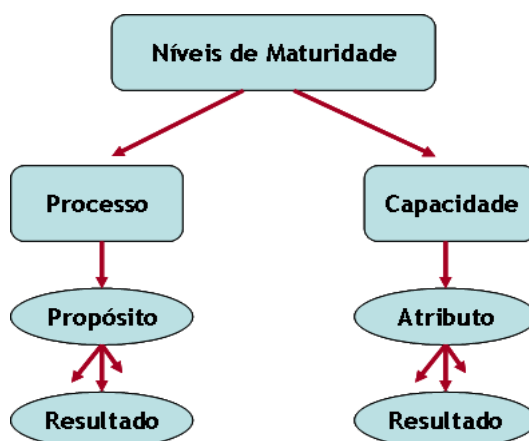 Níveis de Maturidade
Processo
Capacidade
Propósito
Atributo
Resultado
Resultado